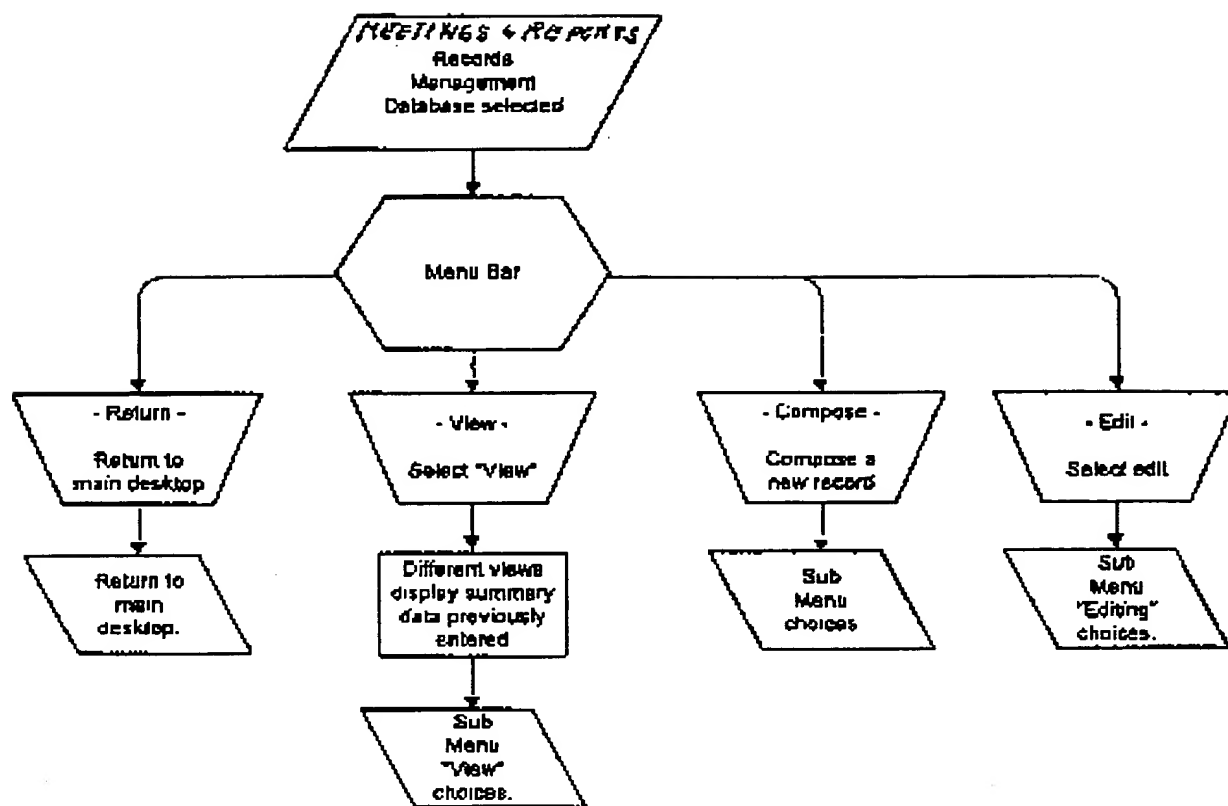 MEETINGS & REPORTS
Records
Management
Database selected
Menu Bar
- Return -
Return to
main desktop
- View -
Select "View"
- Compose -
Compose a
new record
- Edit -
Select edit
Return to
main
desktop.
Different views
display summary
data previously
entered
Sub
Menu
choices
Sub
Menu
"Editing"
choices.
Sub
Menu
"View"
choices.